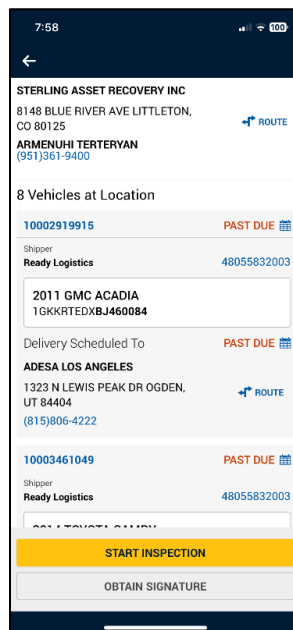 7:58
100
STERLING ASSET RECOVERY INC
8148 BLUE RIVER AVE LITTLETON,
CO 80125
ROUTE
ARMENUHI TERTERYAN
(951)361-9400
8 Vehicles at Location
10002919915 PAST DUE
Shipper
Ready Logistics 48055832003
2011 GMC ACADIA
1GKKRTEDXBJ460084
Delivery Scheduled To PAST DUE
ADESA LOS ANGELES
1323 N LEWIS PEAK DR OGDEN,
UT 84404
ROUTE
(815)806-4222
10003461049 PAST DUE
Shipper
Ready Logistics 48055832003
2014 TOYOTA CAMRY
START INSPECTION
OBTAIN SIGNATURE